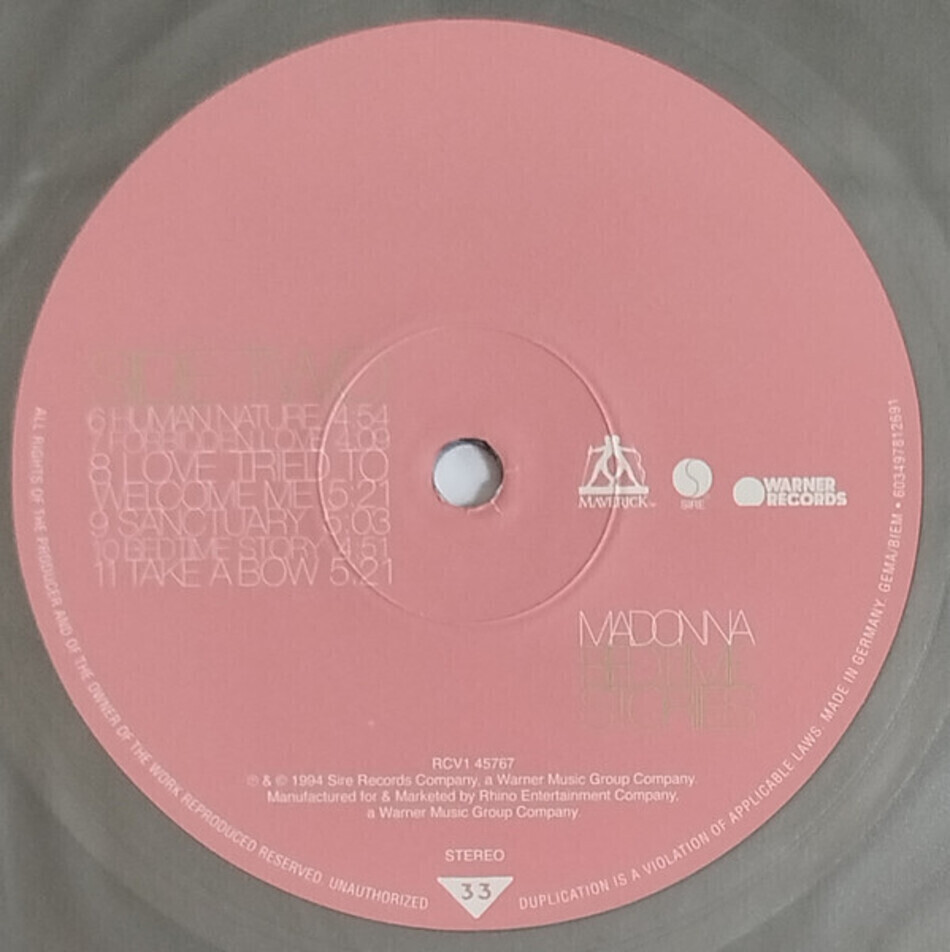 SIDE TWO
6 HUMAN NATURE 4:54
7 FORBIDDEN LOVE 4:09
8 LOVE TRIED TO
WELCOME ME 5:21
9 SANCTUARY 5:03
10 BEDTIME STORY 4:51
11 TAKE A BOW 5:21
MAVERICK™
SIRE
WARNER
RECORDS
MADONNA
BEDTIME
STORIES
RCV1 45767
℗ & © 1994 Sire Records Company, a Warner Music Group Company.
Manufactured for & Marketed by Rhino Entertainment Company,
a Warner Music Group Company
STEREO
33
ALL RIGHTS OF THE PRODUCER AND OF THE OWNER OF THE WORK REPRODUCED RESERVED. UNAUTHORIZED DUPLICATION IS A VIOLATION OF APPLICABLE LAWS. MADE IN GERMANY. GEMA/BIEM • 603497812691